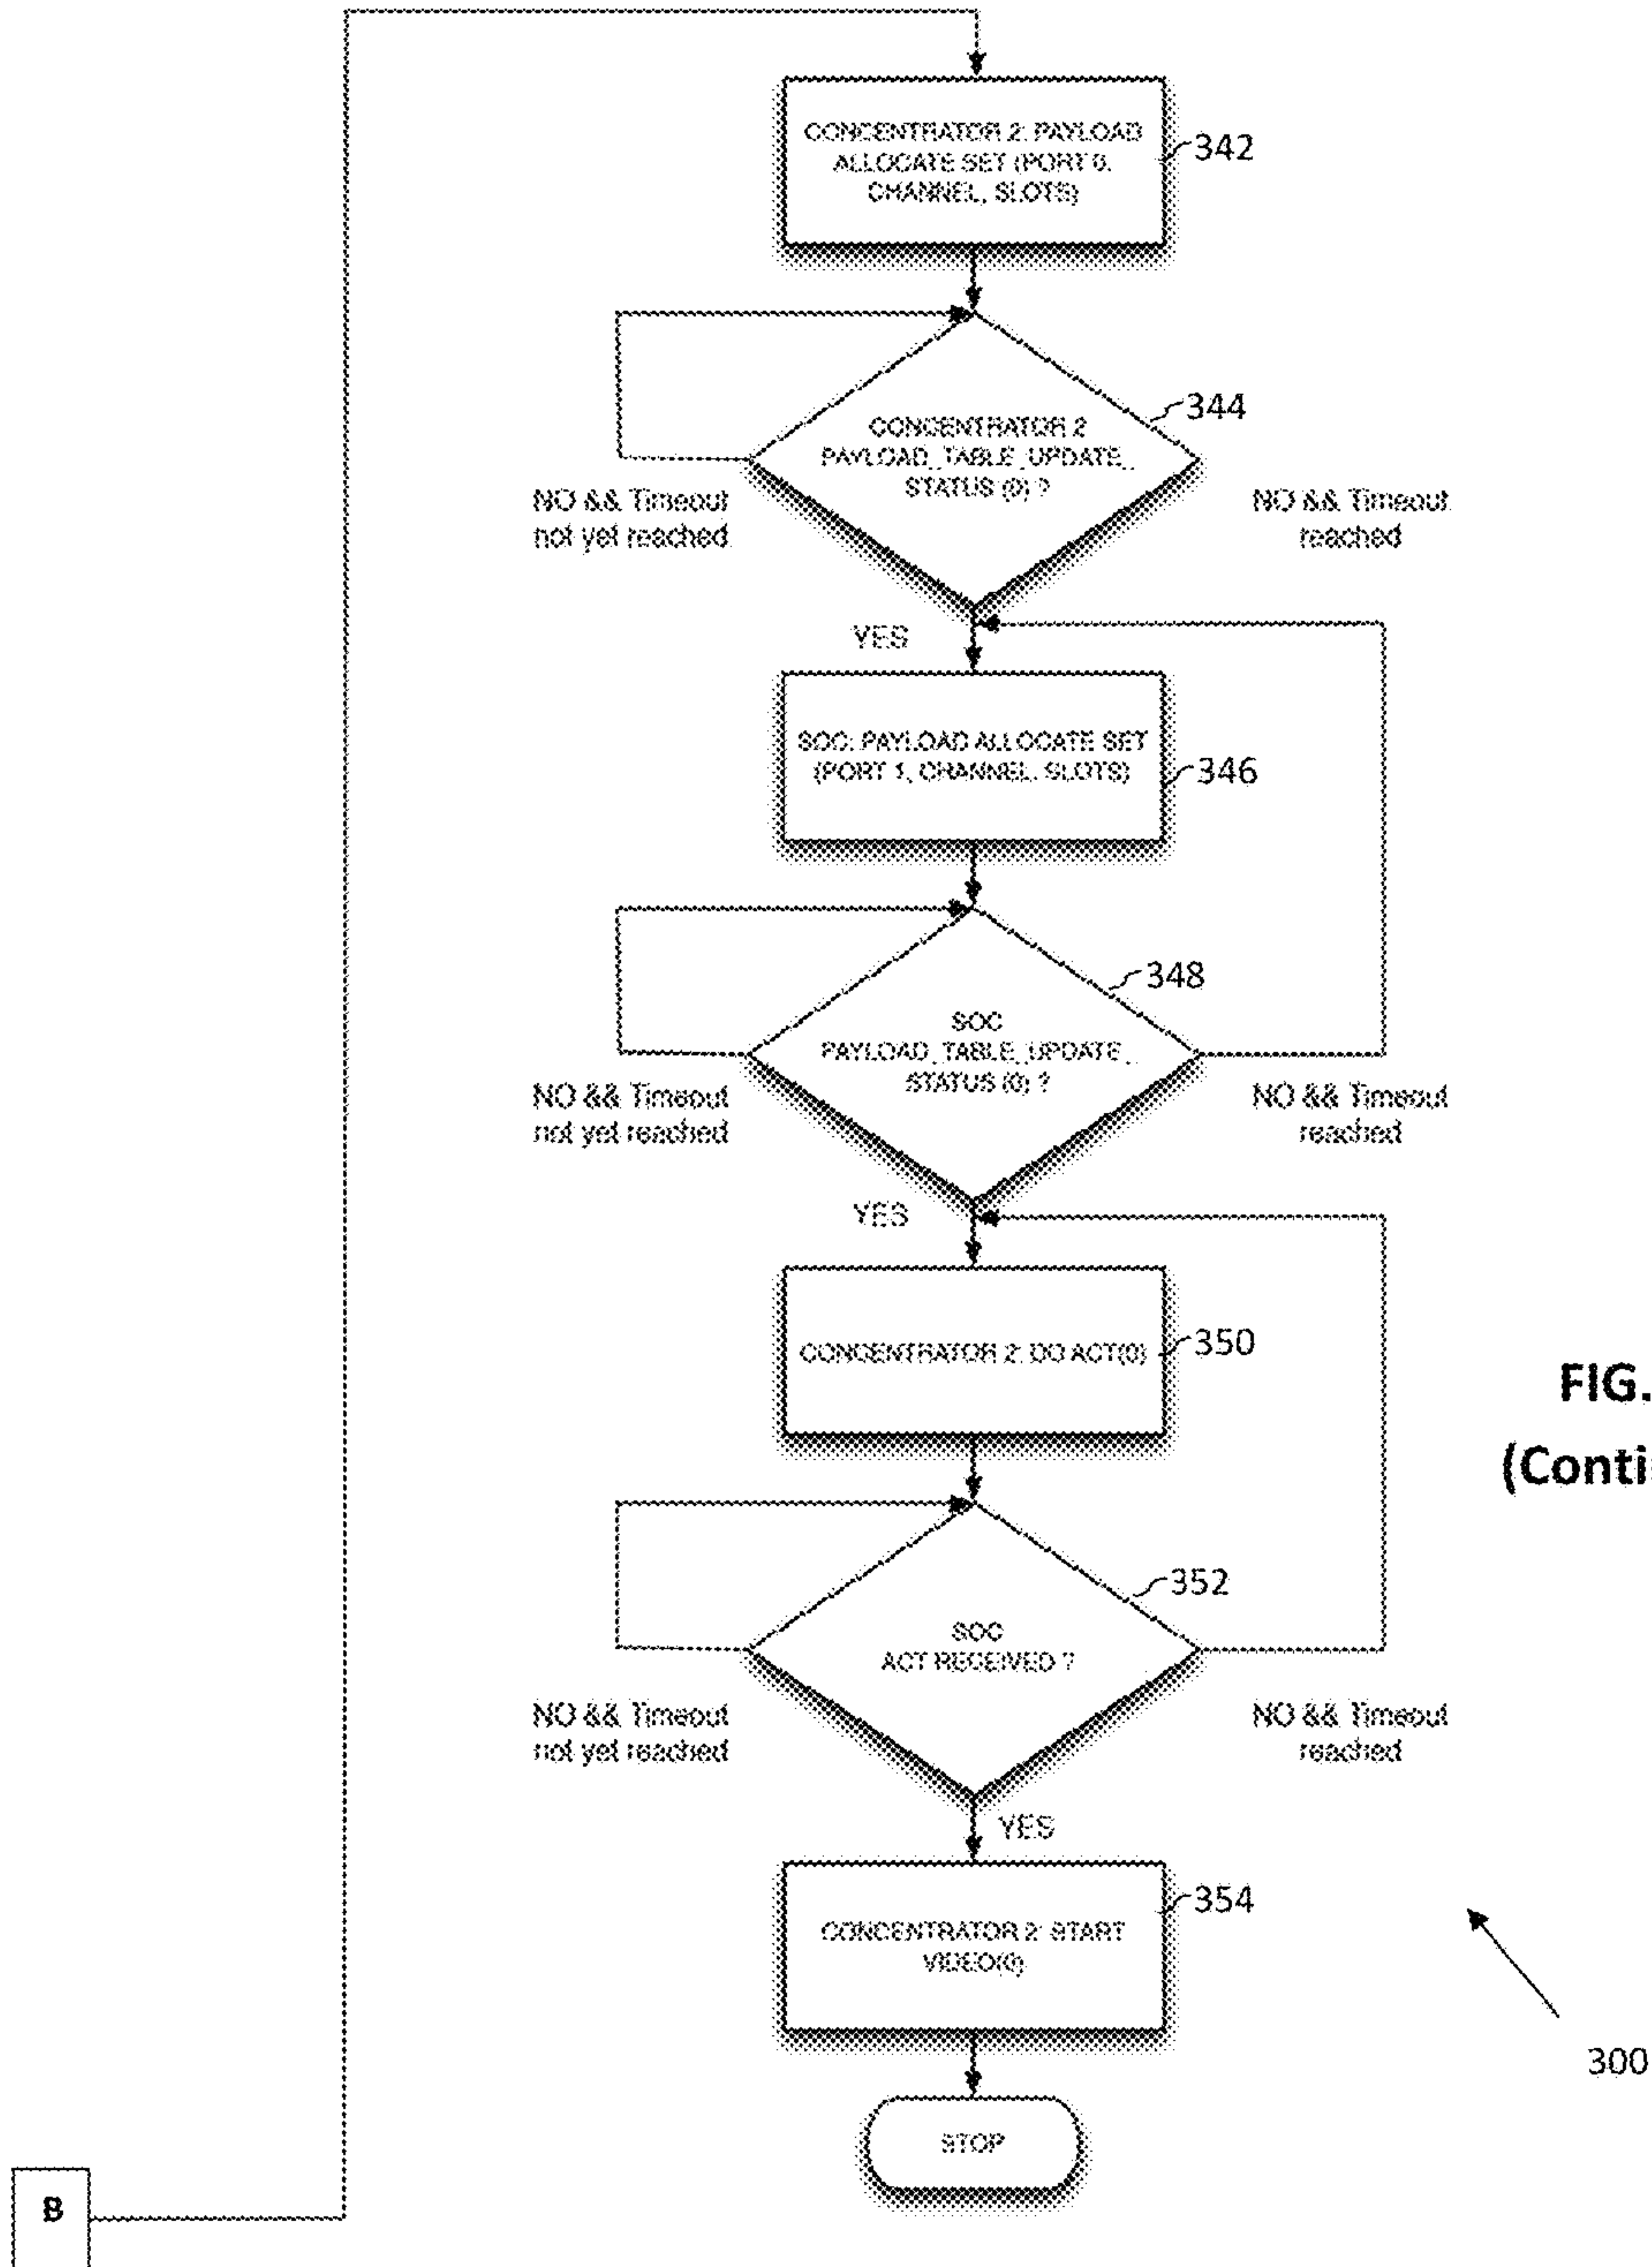 CONCENTRATOR 2: PAYLOAD
ALLOCATE SET (PORT 0,
CHANNEL, SLOTS)
342
344
CONCENTRATOR 2
PAYLOAD_TABLE_UPDATE_
STATUS (0) ?
NO && Timeout
not yet reached
NO && Timeout
reached
YES
SOC: PAYLOAD ALLOCATE SET
(PORT 1, CHANNEL, SLOTS)
346
348
SOC
PAYLOAD_TABLE_UPDATE_
STATUS (0) ?
NO && Timeout
not yet reached
NO && Timeout
reached
YES
CONCENTRATOR 2: DO ACT(0)
350
FIG.
(Conti
352
SOC
ACT RECEIVED ?
NO && Timeout
not yet reached
NO && Timeout
reached
YES
354
CONCENTRATOR 2: START
VIDEO(0)
300
STOP
B